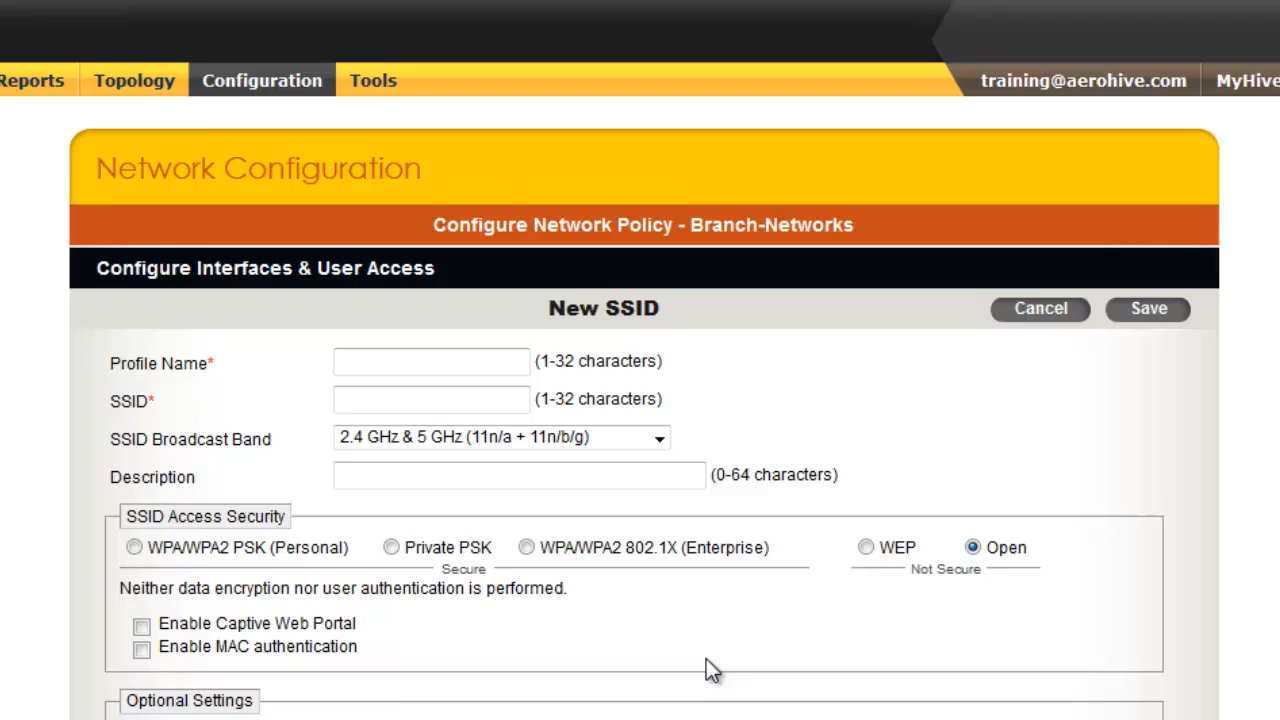 Reports Topology Configuration Tools training@aerohive.com MyHive
Network Configuration
Configure Network Policy - Branch-Networks
Configure Interfaces & User Access
New SSID Cancel Save
Profile Name* (1-32 characters)
SSID* (1-32 characters)
SSID Broadcast Band 2.4 GHz & 5 GHz (11n/a + 11n/b/g)
Description (0-64 characters)
SSID Access Security
WPA/WPA2 PSK (Personal) Private PSK WPA/WPA2 802.1X (Enterprise) WEP Open
Secure Not Secure
Neither data encryption nor user authentication is performed.
Enable Captive Web Portal
Enable MAC authentication
Optional Settings